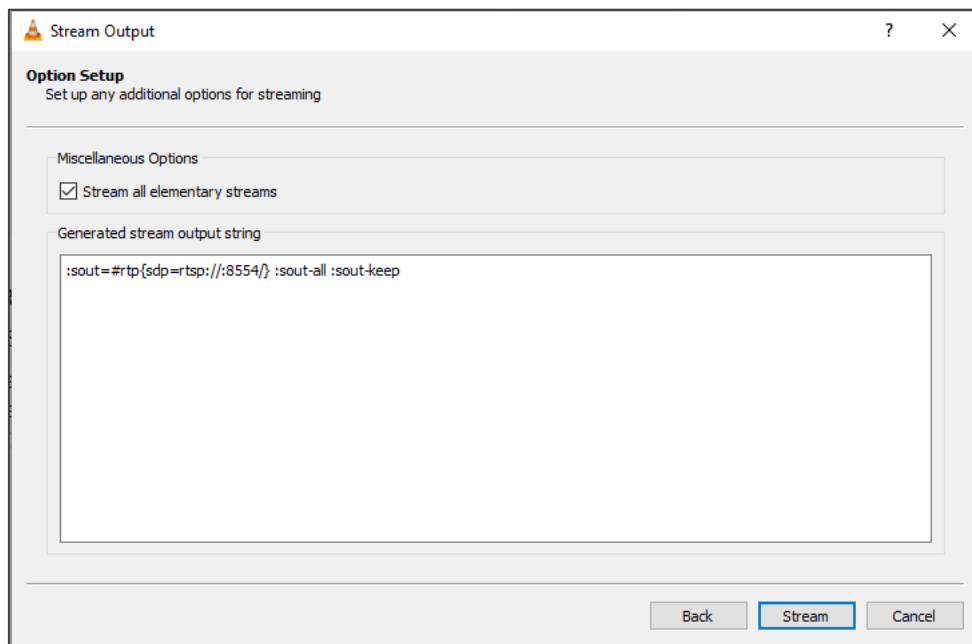 Stream Output
?
Option Setup
Set up any additional options for streaming
Miscellaneous Options
Stream all elementary streams
Generated stream output string
:sout=#rtp{sdp=rtsp://:8554/} :sout-all :sout-keep
Back
Stream
Cancel